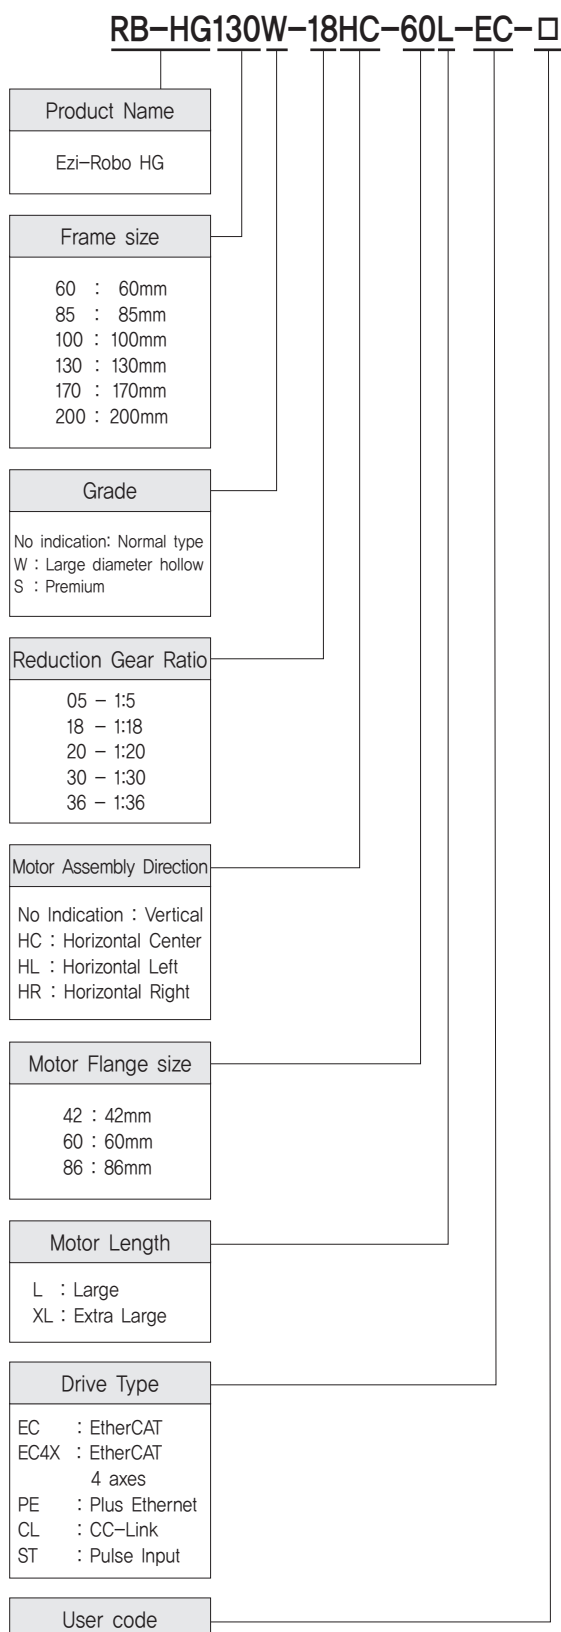 RB-HG130W-18HC-60L-EC-□
Product Name
Ezi-Robo HG
Frame size
60 : 60mm
85 : 85mm
100 : 100mm
130 : 130mm
170 : 170mm
200 : 200mm
Grade
No indication: Normal type
W : Large diameter hollow
S : Premium
Reduction Gear Ratio
05 - 1:5
18 - 1:18
20 - 1:20
30 - 1:30
36 - 1:36
Motor Assembly Direction
No Indication : Vertical
HC : Horizontal Center
HL : Horizontal Left
HR : Horizontal Right
Motor Flange size
42 : 42mm
60 : 60mm
86 : 86mm
Motor Length
L : Large
XL : Extra Large
Drive Type
EC : EtherCAT
EC4X : EtherCAT
4 axes
PE : Plus Ethernet
CL : CC-Link
ST : Pulse Input
User code